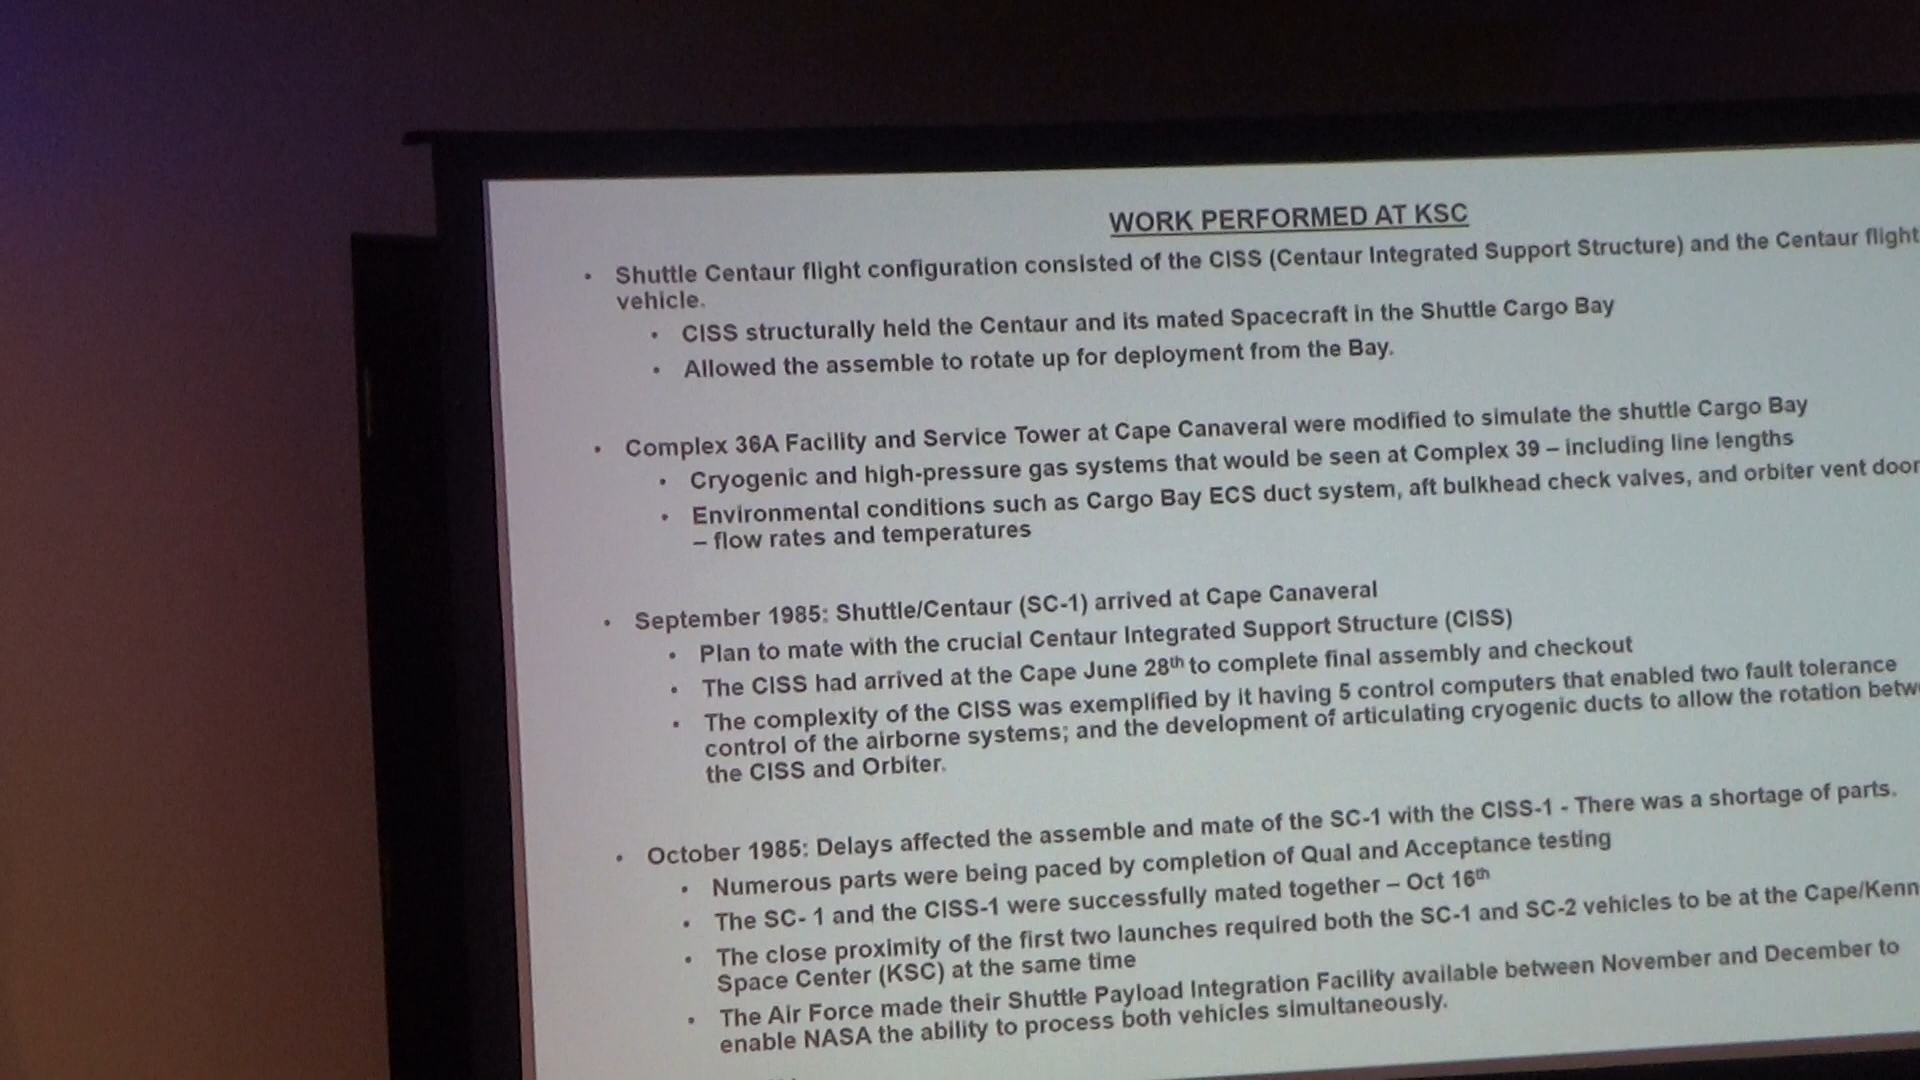 WORK PERFORMED AT KSC
• Shuttle Centaur flight configuration consisted of the CISS (Centaur Integrated Support Structure) and the Centaur flight
vehicle.
• CISS structurally held the Centaur and its mated Spacecraft in the Shuttle Cargo Bay
• Allowed the assemble to rotate up for deployment from the Bay.
• Complex 36A Facility and Service Tower at Cape Canaveral were modified to simulate the shuttle Cargo Bay
• Cryogenic and high-pressure gas systems that would be seen at Complex 39 – including line lengths
• Environmental conditions such as Cargo Bay ECS duct system, aft bulkhead check valves, and orbiter vent door
– flow rates and temperatures
• September 1985: Shuttle/Centaur (SC-1) arrived at Cape Canaveral
• Plan to mate with the crucial Centaur Integrated Support Structure (CISS)
• The CISS had arrived at the Cape June 28th to complete final assembly and checkout
• The complexity of the CISS was exemplified by it having 5 control computers that enabled two fault tolerance
control of the airborne systems; and the development of articulating cryogenic ducts to allow the rotation betw
the CISS and Orbiter.
• October 1985: Delays affected the assemble and mate of the SC-1 with the CISS-1 - There was a shortage of parts.
• Numerous parts were being paced by completion of Qual and Acceptance testing
• The SC- 1 and the CISS-1 were successfully mated together – Oct 16th
• The close proximity of the first two launches required both the SC-1 and SC-2 vehicles to be at the Cape/Kenn
Space Center (KSC) at the same time
• The Air Force made their Shuttle Payload Integration Facility available between November and December to
enable NASA the ability to process both vehicles simultaneously.